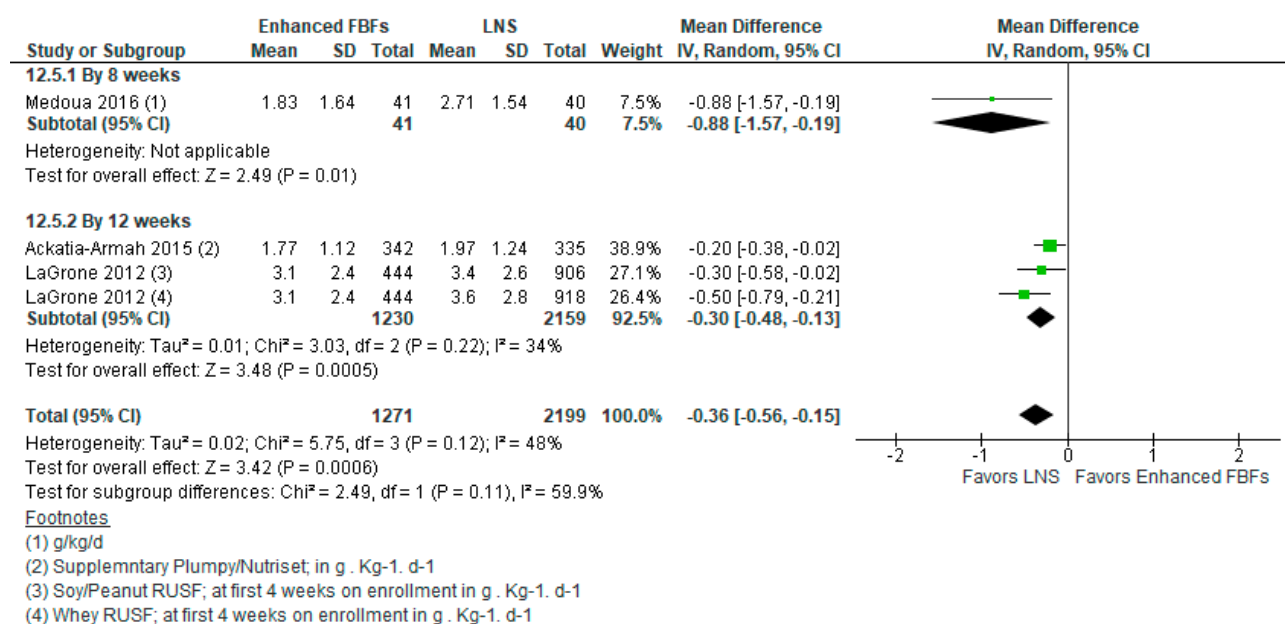 Enhanced FBFs LNS Mean Difference Mean Difference
Study or Subgroup Mean SD Total Mean SD Total Weight IV, Random, 95% CI IV, Random, 95% CI
12.5.1 By 8 weeks
Medoua 2016 (1) 1.83 1.64 41 2.71 1.54 40 7.5% -0.88 [-1.57, -0.19]
Subtotal (95% CI) 41 40 7.5% -0.88 [-1.57, -0.19]
Heterogeneity: Not applicable
Test for overall effect: Z = 2.49 (P = 0.01)
12.5.2 By 12 weeks
Ackatia-Armah 2015 (2) 1.77 1.12 342 1.97 1.24 335 38.9% -0.20 [-0.38, -0.02]
LaGrone 2012 (3) 3.1 2.4 444 3.4 2.6 906 27.1% -0.30 [-0.58, -0.02]
LaGrone 2012 (4) 3.1 2.4 444 3.6 2.8 918 26.4% -0.50 [-0.79, -0.21]
Subtotal (95% CI) 1230 2159 92.5% -0.30 [-0.48, -0.13]
Heterogeneity: Tau² = 0.01; Chi² = 3.03, df = 2 (P = 0.22); I² = 34%
Test for overall effect: Z = 3.48 (P = 0.0005)
Total (95% CI) 1271 2199 100.0% -0.36 [-0.56, -0.15]
Heterogeneity: Tau² = 0.02; Chi² = 5.75, df = 3 (P = 0.12); I² = 48%
Test for overall effect: Z = 3.42 (P = 0.0006)
Test for subgroup differences: Chi² = 2.49, df = 1 (P = 0.11), I² = 59.9%
-2 -1 0 1 2
Favors LNS Favors Enhanced FBFs
Footnotes
(1) g/kg/d
(2) Supplemntary Plumpy/Nutriset; in g . Kg-1. d-1
(3) Soy/Peanut RUSF; at first 4 weeks on enrollment in g . Kg-1. d-1
(4) Whey RUSF; at first 4 weeks on enrollment in g . Kg-1. d-1